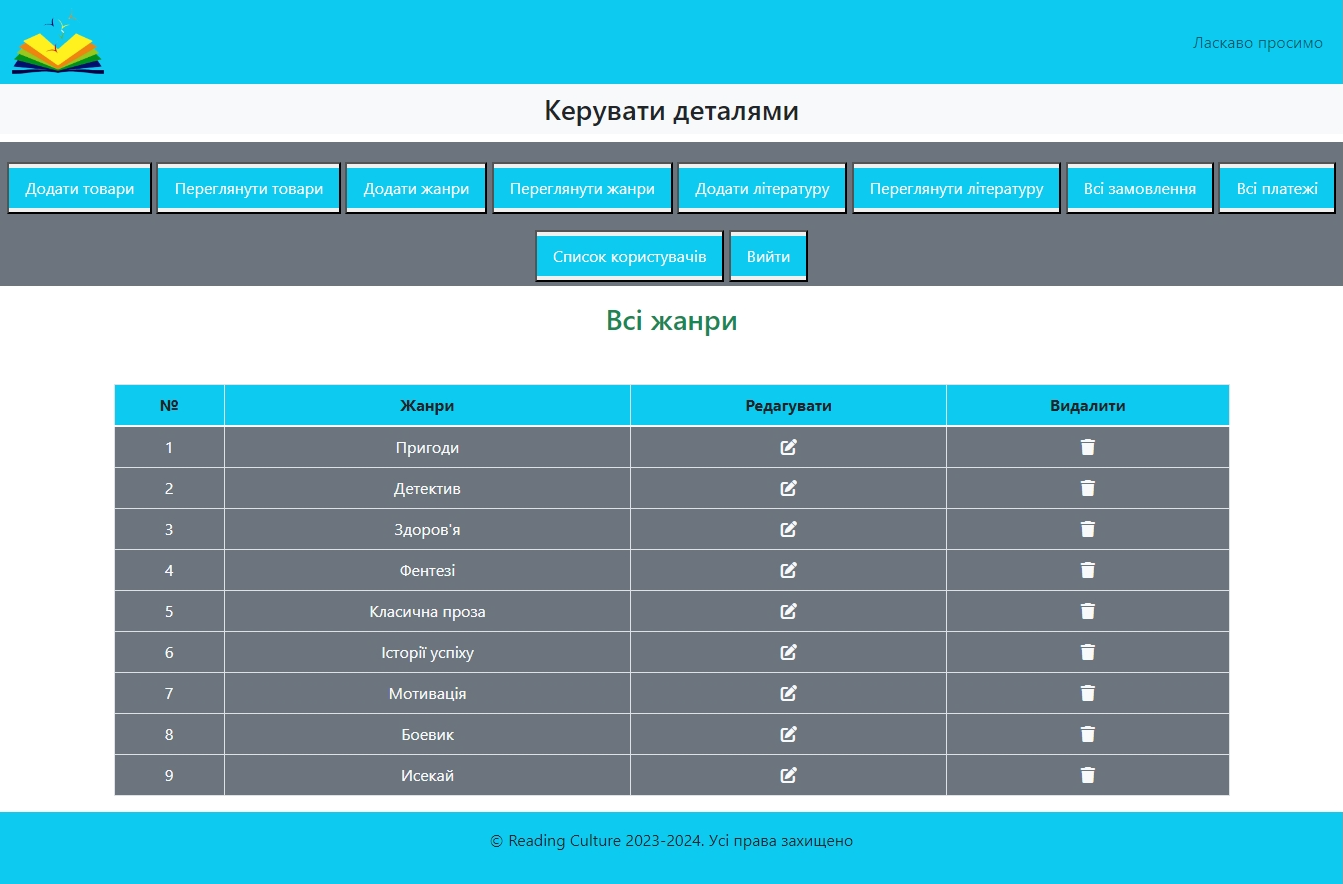 Ласкаво просимо
Керувати деталями
Додати товари Переглянути товари Додати жанри Переглянути жанри Додати літературу Переглянути літературу Всі замовлення Всі платежі
Список користувачів Вийти
Всі жанри
№ Жанри Редагувати Видалити
1 Пригоди
2 Детектив
3 Здоров'я
4 Фентезі
5 Класична проза
6 Історії успіху
7 Мотивація
8 Боевик
9 Исекай
© Reading Culture 2023-2024. Усі права захищено